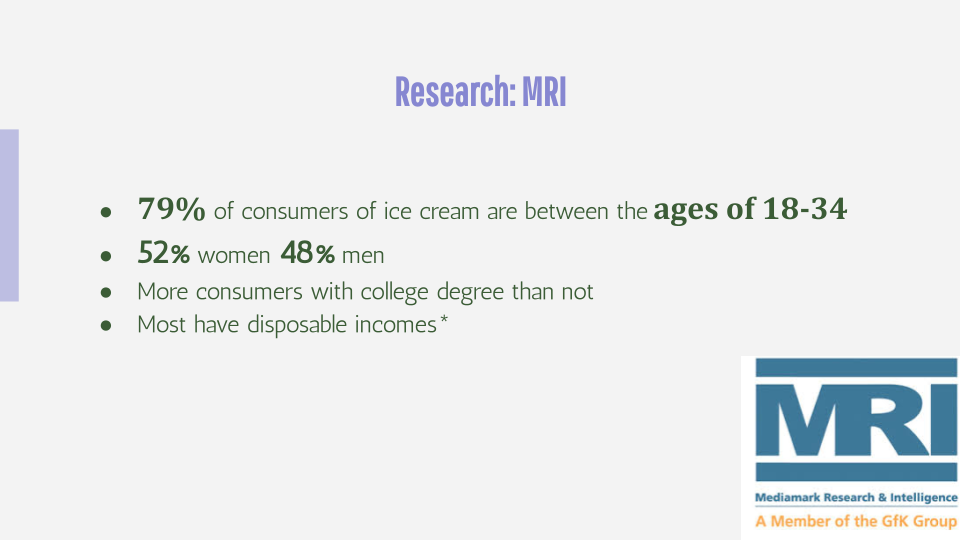 Research: MRI
● 79% of consumers of ice cream are between the ages of 18-34
● 52% women 48% men
● More consumers with college degree than not
● Most have disposable incomes*
MRI
Mediamark Research & Intelligence
A Member of the GfK Group